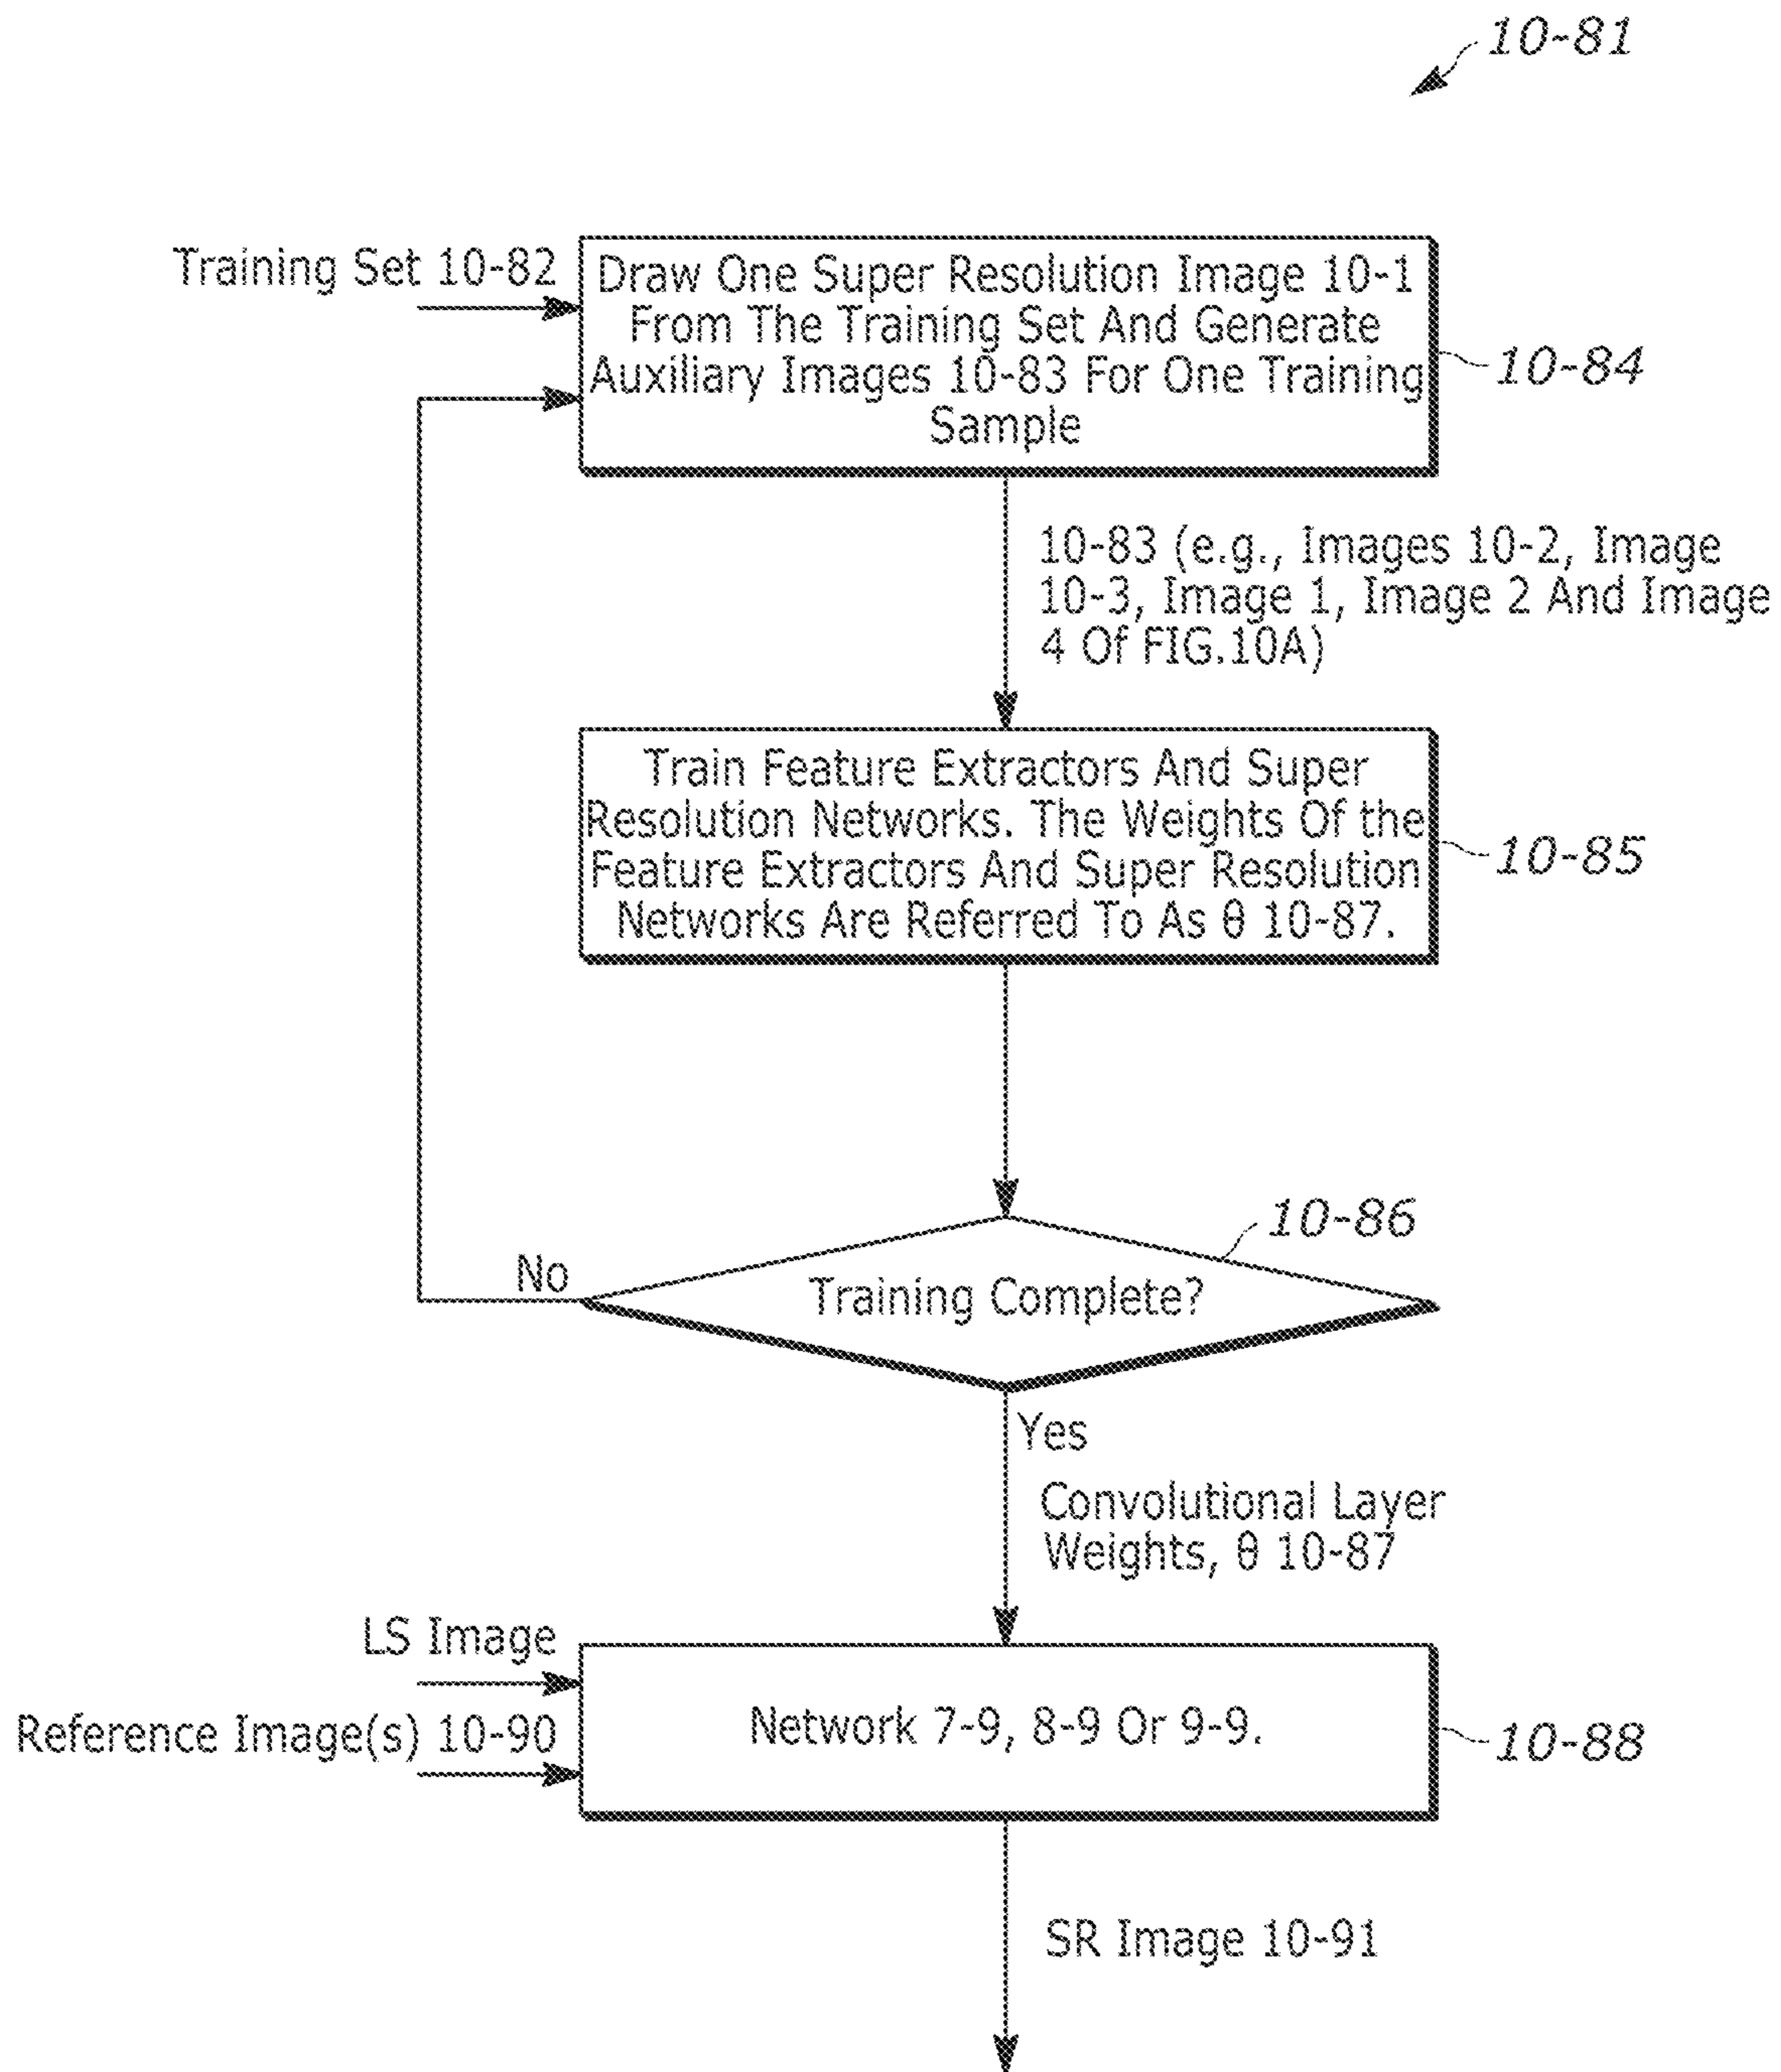 10-81
Training Set 10-82
Draw One Super Resolution Image 10-1
From The Training Set And Generate
Auxiliary Images 10-83 For One Training
Sample
10-84
10-83 (e.g., Images 10-2, Image
10-3, Image 1, Image 2 And Image
4 Of FIG.10A)
Train Feature Extractors And Super
Resolution Networks. The Weights Of the
Feature Extractors And Super Resolution
Networks Are Referred To As θ 10-87.
10-85
10-86
No
Training Complete?
Yes
Convolutional Layer
Weights, θ 10-87
LS Image
Reference Image(s) 10-90
Network 7-9, 8-9 Or 9-9.
10-88
SR Image 10-91